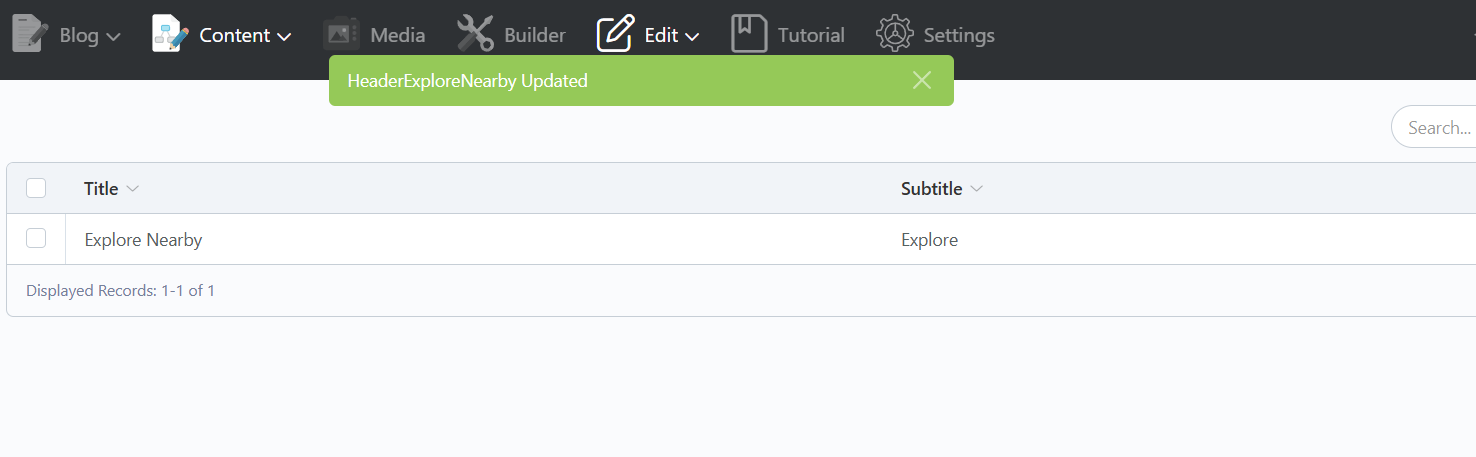 Blog Content Media Builder Edit Tutorial Settings
HeaderExploreNearby Updated
Search...
Title Subtitle
Explore Nearby Explore
Displayed Records: 1-1 of 1